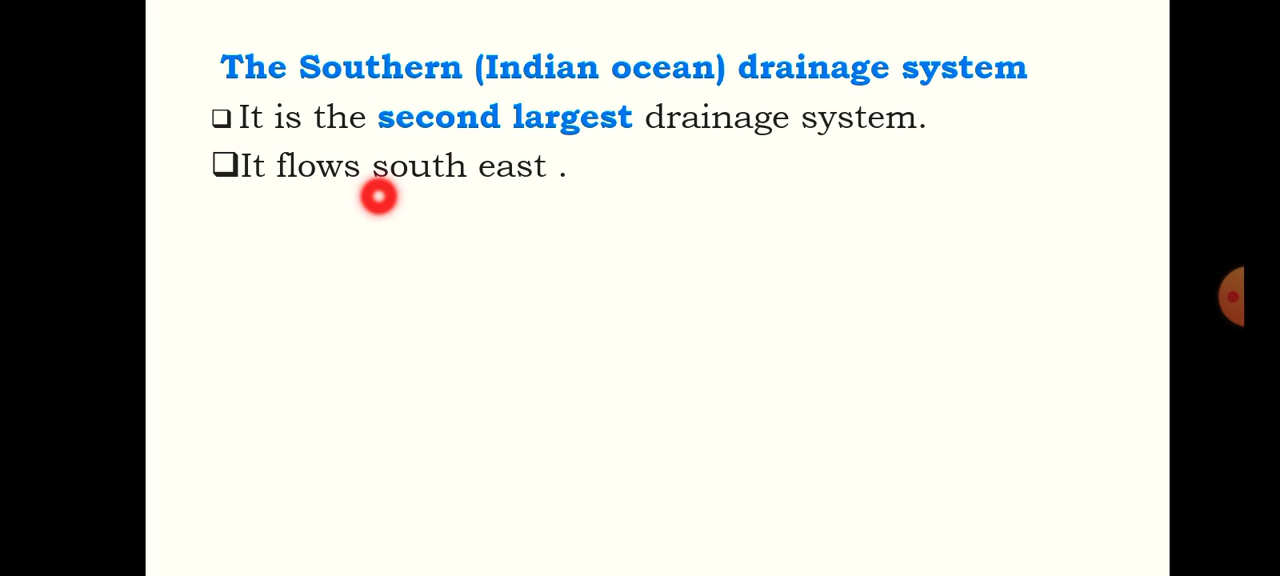 The Southern (Indian ocean) drainage system
It is the second largest drainage system.
It flows south east .